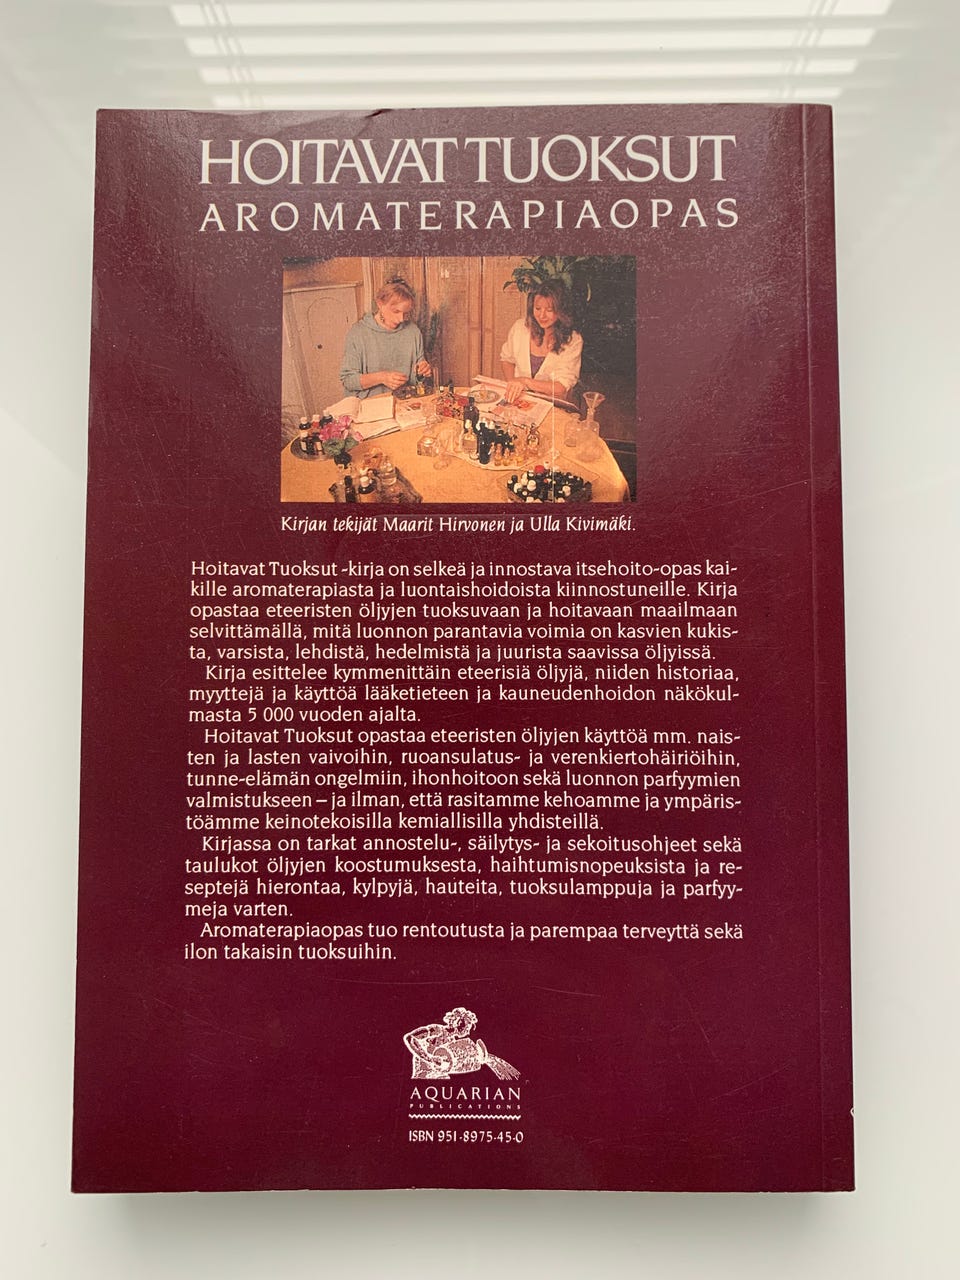 HOITAVAT TUOKSUT
AROMATERAPIAOPAS
Kirjan tekijät Maarit Hirvonen ja Ulla Kivimäki.
Hoitavat Tuoksut -kirja on selkeä ja innostava itsehoito-opas kai-
kille aromaterapiasta ja luontaishoidoista kiinnostuneille. Kirja
opastaa eteeristen öljyjen tuoksuvaan ja hoitavaan maailmaan
selvittämällä, mitä luonnon parantavia voimia on kasvien kukis-
ta, varsista, lehdistä, hedelmistä ja juurista saavissa öljyissä.
Kirja esittelee kymmenittäin eteerisiä öljyjä, niiden historiaa,
myyttejä ja käyttöä lääketieteen ja kauneudenhoidon näkökul-
masta 5 000 vuoden ajalta.
Hoitavat Tuoksut opastaa eteeristen öljyjen käyttöä mm. nais-
ten ja lasten vaivoihin, ruoansulatus- ja verenkiertohäiriöihin,
tunne-elämän ongelmiin, ihonhoitoon sekä luonnon parfyymien
valmistukseen – ja ilman, että rasitamme kehoamme ja ympäris-
töämme keinotekoisilla kemiallisilla yhdisteillä.
Kirjassa on tarkat annostelu-, säilytys- ja sekoitusohjeet sekä
taulukot öljyjen koostumuksesta, haihtumisnopeuksista ja re-
septejä hierontaa, kylpyjä, hauteita, tuoksulamppuja ja parfyy-
meja varten.
Aromaterapiaopas tuo rentoutusta ja parempaa terveyttä sekä
ilon takaisin tuoksuihin.
AQUARIAN
PUBLICATIONS
ISBN 951-8975-45-0